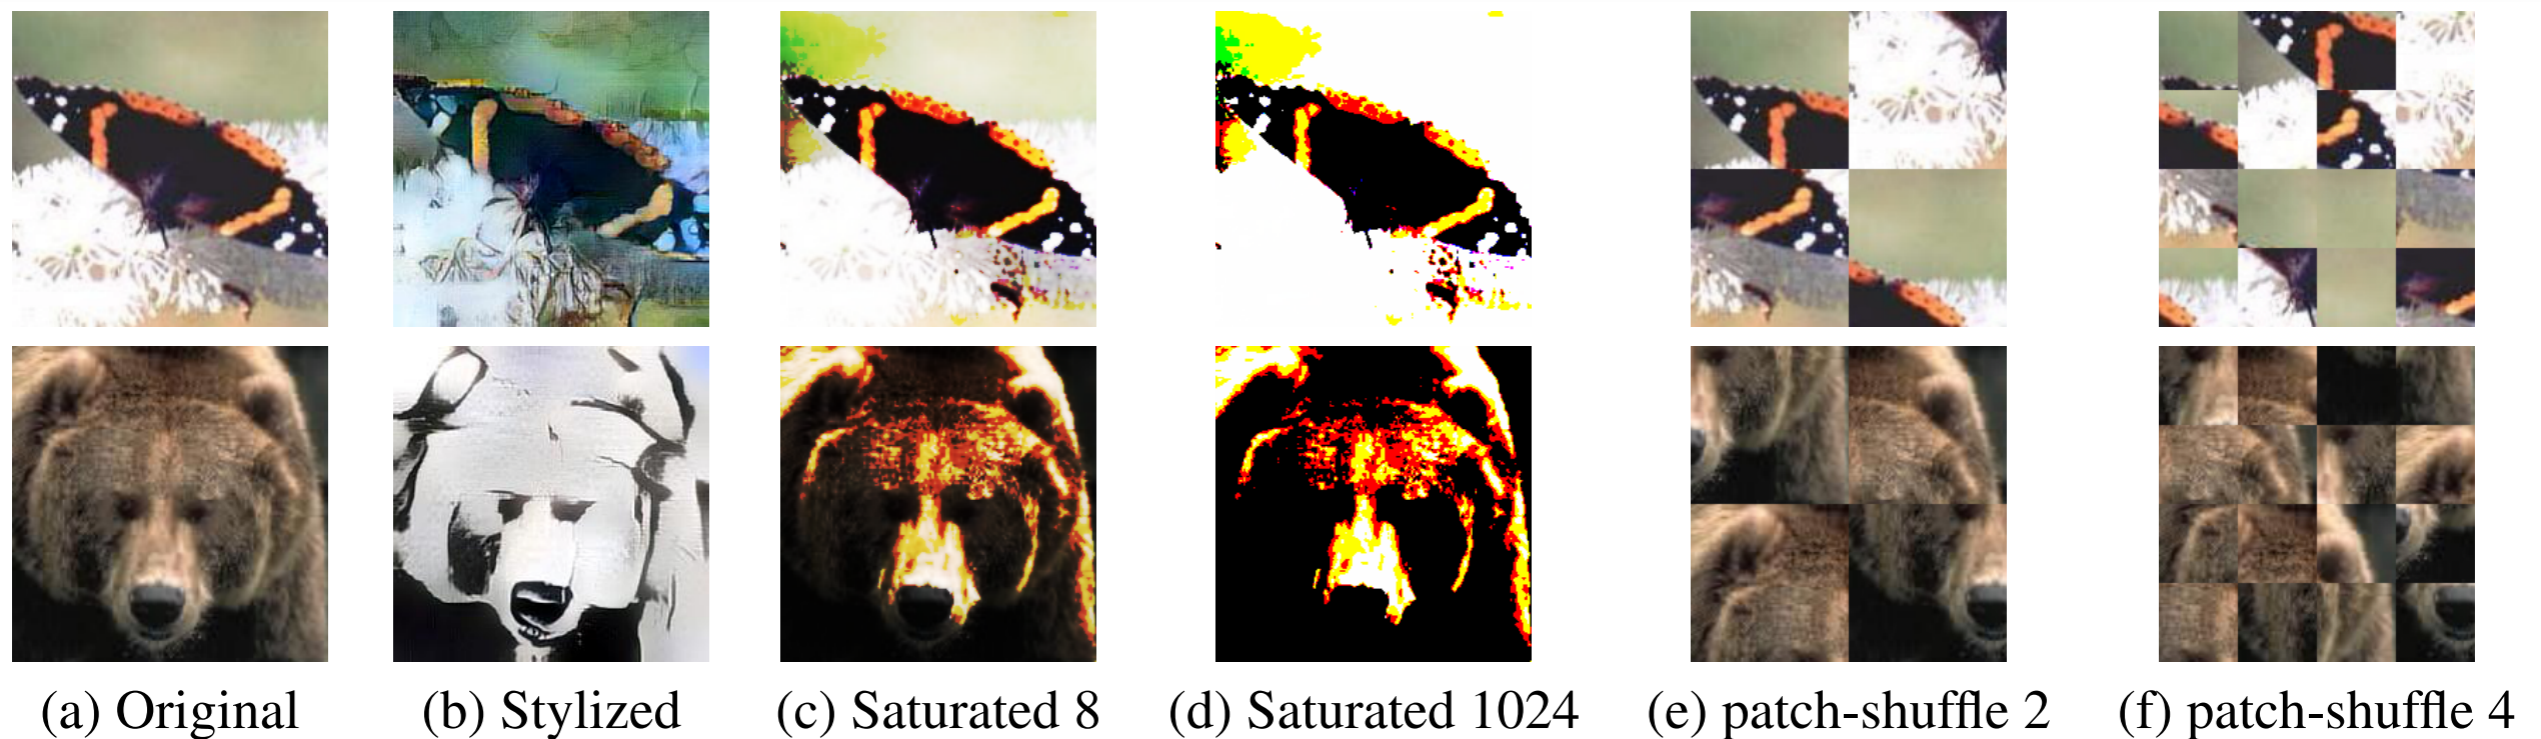 (a) Original (b) Stylized (c) Saturated 8 (d) Saturated 1024 (e) patch-shuffle 2 (f) patch-shuffle 4